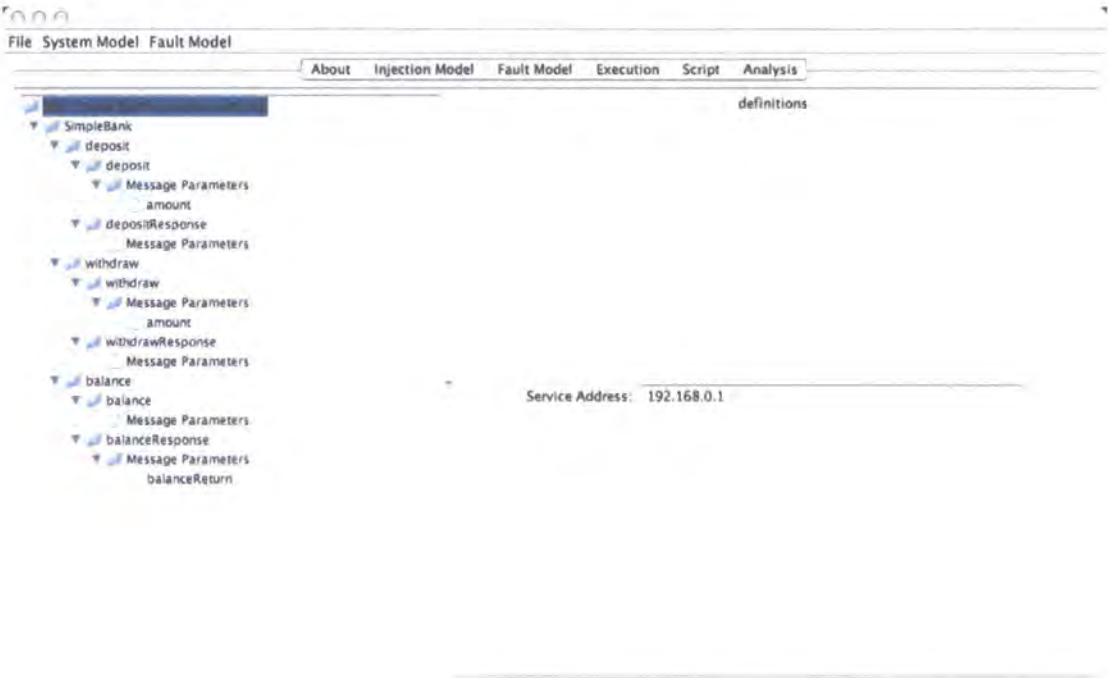 File System Model Fault Model
About Injection Model Fault Model Execution Script Analysis
definitions
SimpleBank
deposit
deposit
Message Parameters
amount
depositResponse
Message Parameters
withdraw
withdraw
Message Parameters
amount
withdrawResponse
Message Parameters
balance
balance
Message Parameters
balanceResponse
Message Parameters
balanceReturn
Service Address: 192.168.0.1